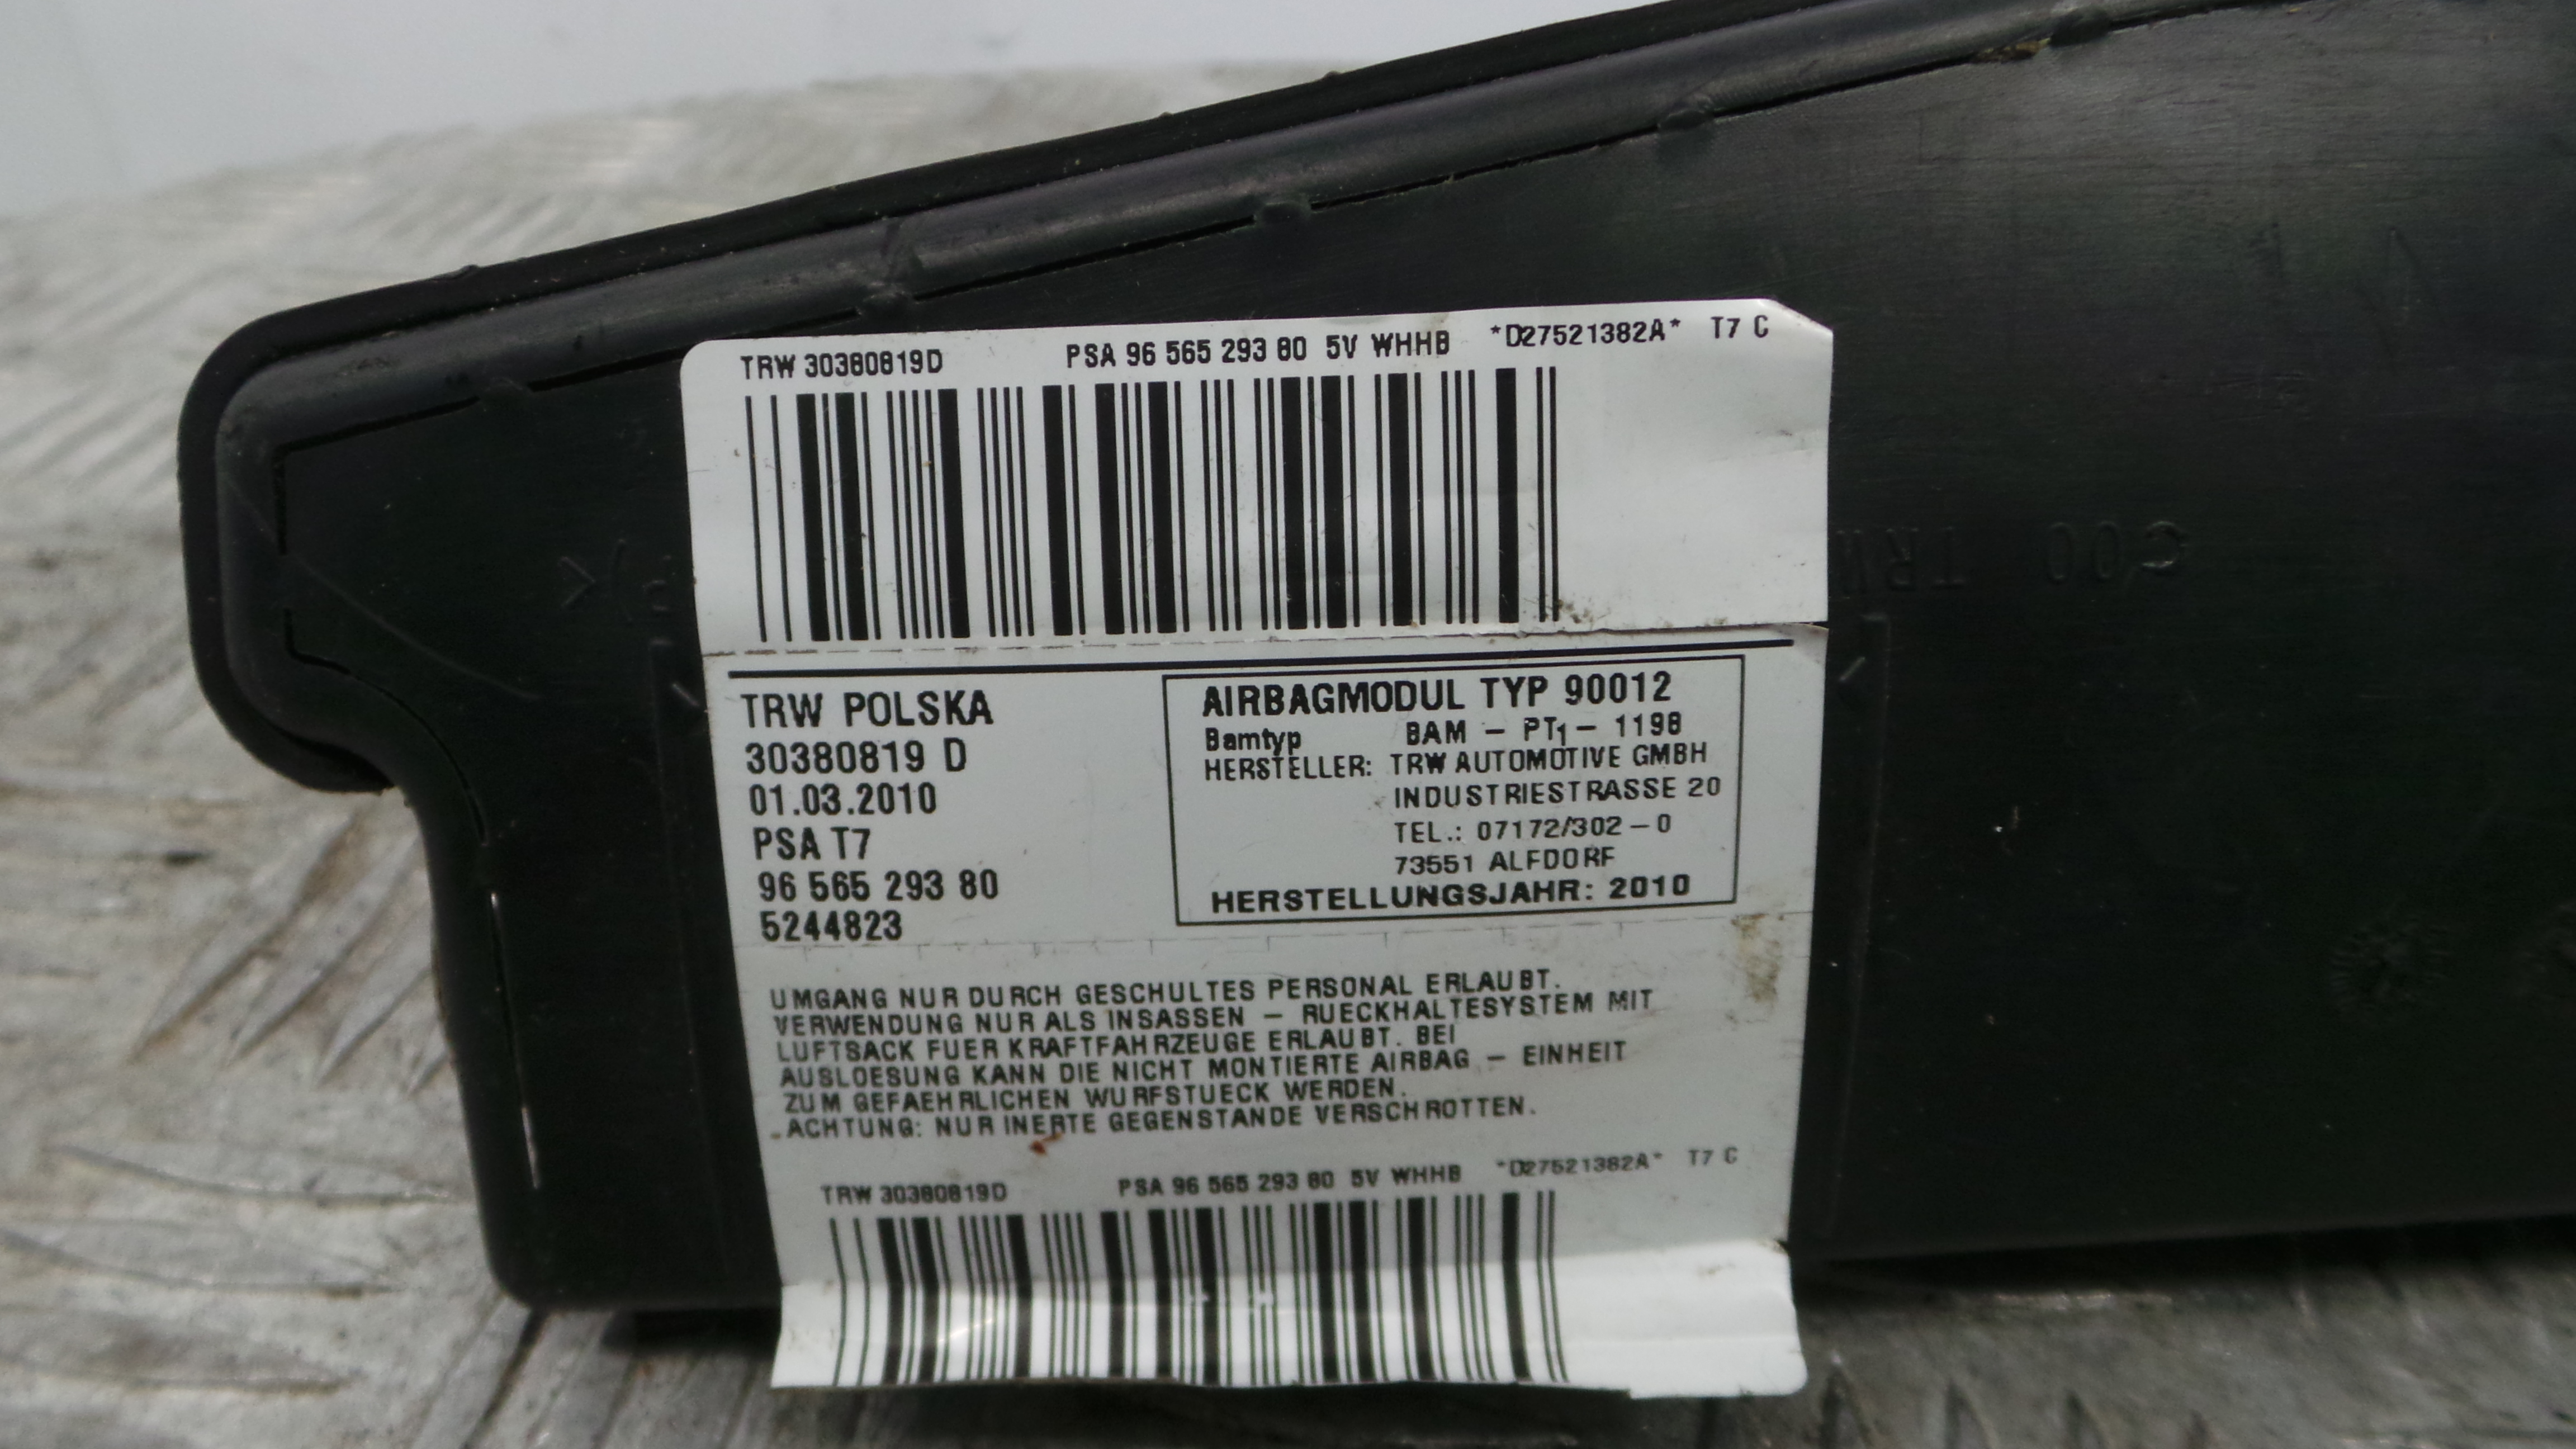 TRW 30380819D PSA 96 565 293 80 5V WHHB *D27521382A* T7 C
TRW POLSKA
30380819 D
01.03.2010
PSA T7
96 565 293 80
5244823
AIRBAGMODUL TYP 90012
Bamtyp BAM – PT1 – 1198
HERSTELLER: TRW AUTOMOTIVE GMBH
INDUSTRIESTRASSE 20
TEL.: 07172/302 – 0
73551 ALFDORF
HERSTELLUNGSJAHR: 2010
UMGANG NUR DURCH GESCHULTES PERSONAL ERLAUBT.
VERWENDUNG NUR ALS INSASSEN – RUECKHALTESYSTEM MIT
LUFTSACK FUER KRAFTFAHRZEUGE ERLAUBT. BEI
AUSLOESUNG KANN DIE NICHT MONTIERTE AIRBAG – EINHEIT
ZUM GEFAEHRLICHEN WURFSTUECK WERDEN.
ACHTUNG: NUR INERTE GEGENSTANDE VERSCHROTTEN.
TRW 30380819D PSA 96 565 293 80 5V WHHB *D27521382A* T7 C